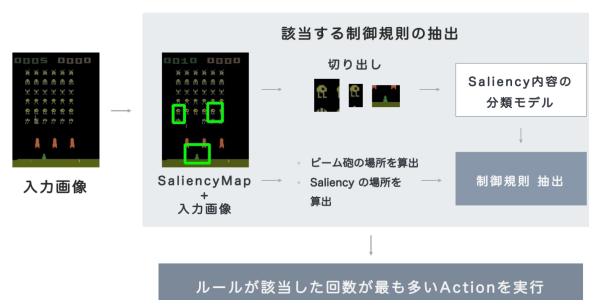 該当する制御規則の抽出
0005 0000
0010 0000
切り出し
Saliency内容の
分類モデル
入力画像
SaliencyMap
+
入力画像
・ ビーム砲の場所を算出
・ Saliency の場所を
算出
制御規則 抽出
ルールが該当した回数が最も多いActionを実行